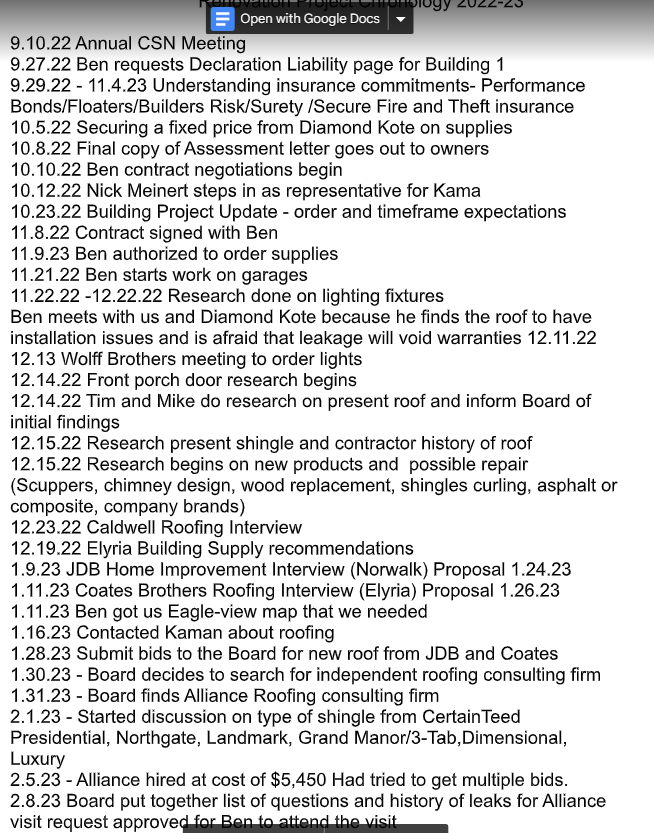 Renovation Project Chronology 2022-23
Open with Google Docs
9.10.22 Annual CSN Meeting
9.27.22 Ben requests Declaration Liability page for Building 1
9.29.22 - 11.4.23 Understanding insurance commitments- Performance
Bonds/Floaters/Builders Risk/Surety /Secure Fire and Theft insurance
10.5.22 Securing a fixed price from Diamond Kote on supplies
10.8.22 Final copy of Assessment letter goes out to owners
10.10.22 Ben contract negotiations begin
10.12.22 Nick Meinert steps in as representative for Kama
10.23.22 Building Project Update - order and timeframe expectations
11.8.22 Contract signed with Ben
11.9.23 Ben authorized to order supplies
11.21.22 Ben starts work on garages
11.22.22 -12.22.22 Research done on lighting fixtures
Ben meets with us and Diamond Kote because he finds the roof to have
installation issues and is afraid that leakage will void warranties 12.11.22
12.13 Wolff Brothers meeting to order lights
12.14.22 Front porch door research begins
12.14.22 Tim and Mike do research on present roof and inform Board of
initial findings
12.15.22 Research present shingle and contractor history of roof
12.15.22 Research begins on new products and  possible repair
(Scuppers, chimney design, wood replacement, shingles curling, asphalt or
composite, company brands)
12.23.22 Caldwell Roofing Interview
12.19.22 Elyria Building Supply recommendations
1.9.23 JDB Home Improvement Interview (Norwalk) Proposal 1.24.23
1.11.23 Coates Brothers Roofing Interview (Elyria) Proposal 1.26.23
1.11.23 Ben got us Eagle-view map that we needed
1.16.23 Contacted Kaman about roofing
1.28.23 Submit bids to the Board for new roof from JDB and Coates
1.30.23 - Board decides to search for independent roofing consulting firm
1.31.23 - Board finds Alliance Roofing consulting firm
2.1.23 - Started discussion on type of shingle from CertainTeed
Presidential, Northgate, Landmark, Grand Manor/3-Tab,Dimensional,
Luxury
2.5.23 - Alliance hired at cost of $5,450 Had tried to get multiple bids.
2.8.23 Board put together list of questions and history of leaks for Alliance
visit request approved for Ben to attend the visit